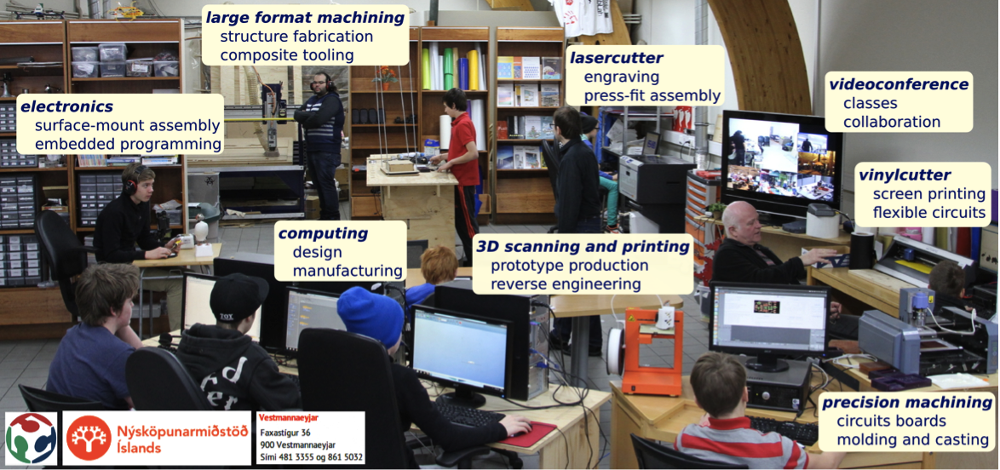 large format machining
structure fabrication
composite tooling
lasercutter
engraving
press-fit assembly
videoconference
classes
collaboration
electronics
surface-mount assembly
embedded programming
vinylcutter
screen printing
flexible circuits
computing
design
manufacturing
3D scanning and printing
prototype production
reverse engineering
precision machining
circuits boards
molding and casting
Nýsköpunarmiðstöð
Íslands
Vestmannaeyjar
Faxastígur 36
900 Vestmannaeyjar
Sími 481 3355 og 861 5032